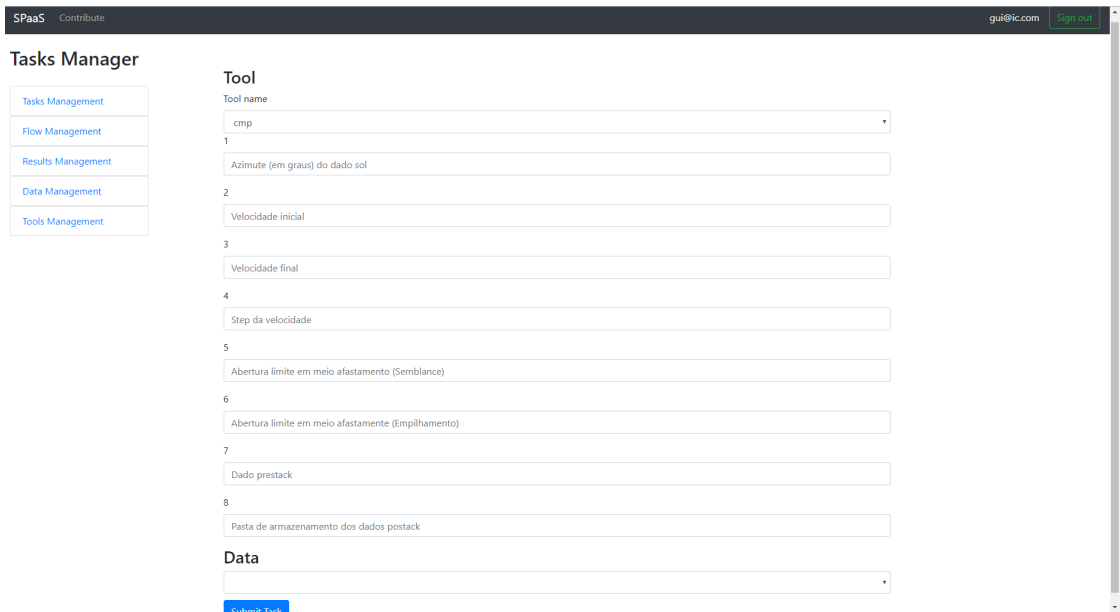 SPaaS Contribute gui@ic.com Sign out
Tasks Manager
Tasks Management
Flow Management
Results Management
Data Management
Tools Management
Tool
Tool name
cmp
1
Azimute (em graus) do dado sol
2
Velocidade inicial
3
Velocidade final
4
Step da velocidade
5
Abertura limite em meio afastamento (Semblance)
6
Abertura limite em meio afastamente (Empilhamento)
7
Dado prestack
8
Pasta de armazenamento dos dados postack
Data
Submit Task